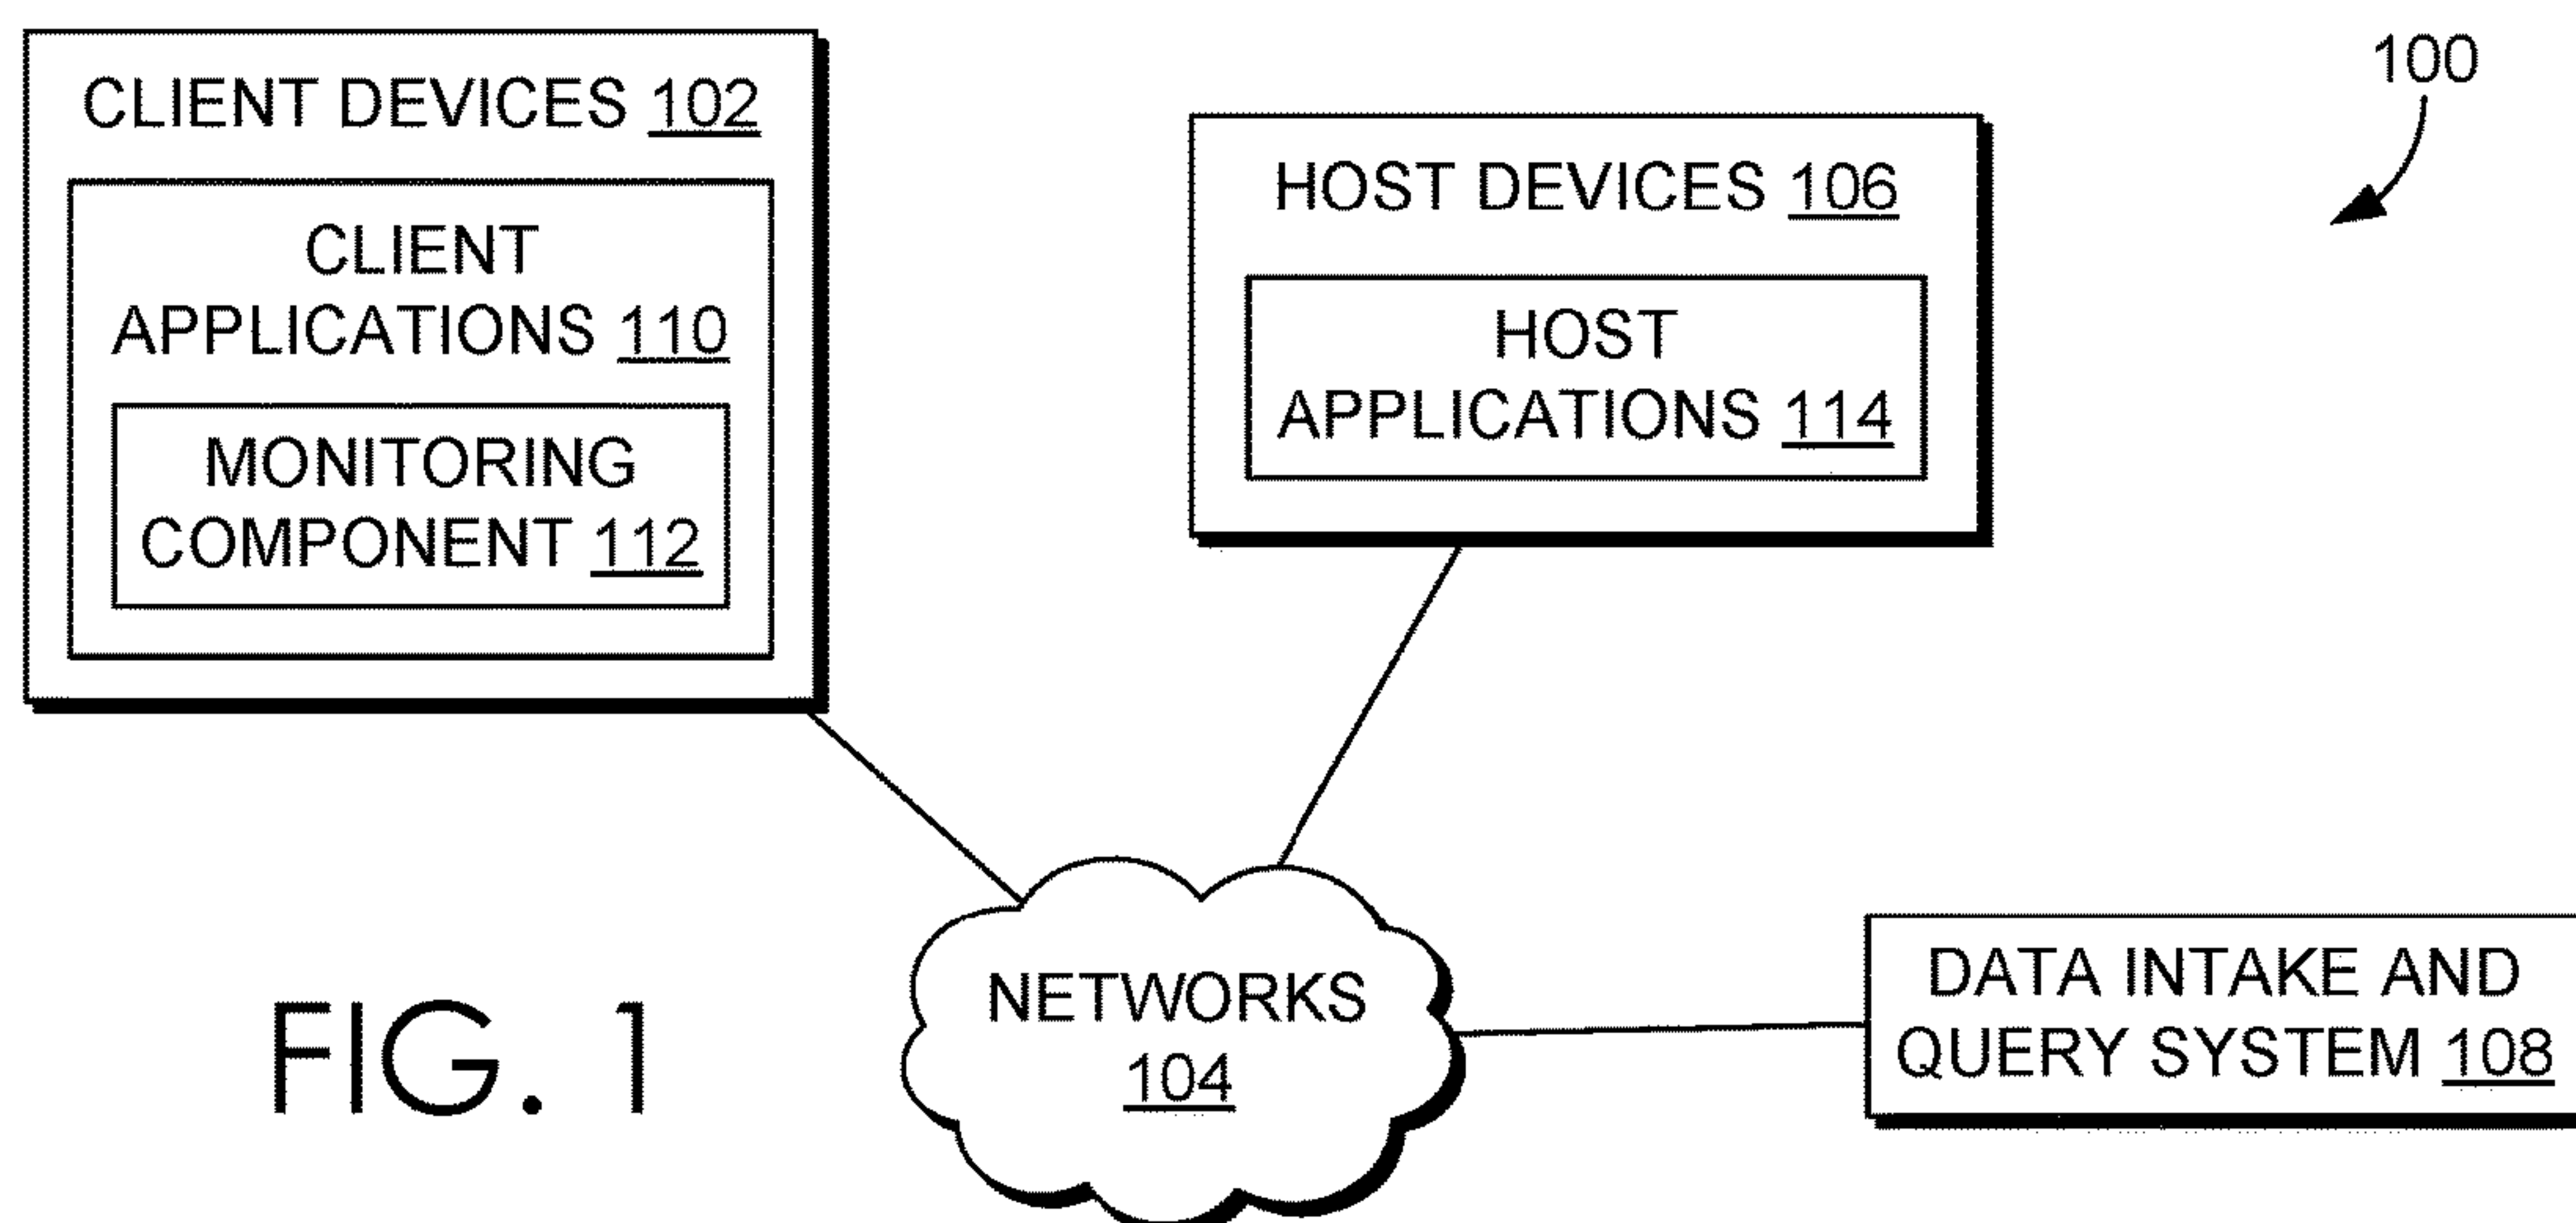 CLIENT DEVICES 102
CLIENT
APPLICATIONS 110
MONITORING
COMPONENT 112
HOST DEVICES 106
HOST
APPLICATIONS 114
100
NETWORKS
104
DATA INTAKE AND
QUERY SYSTEM 108
FIG. 1